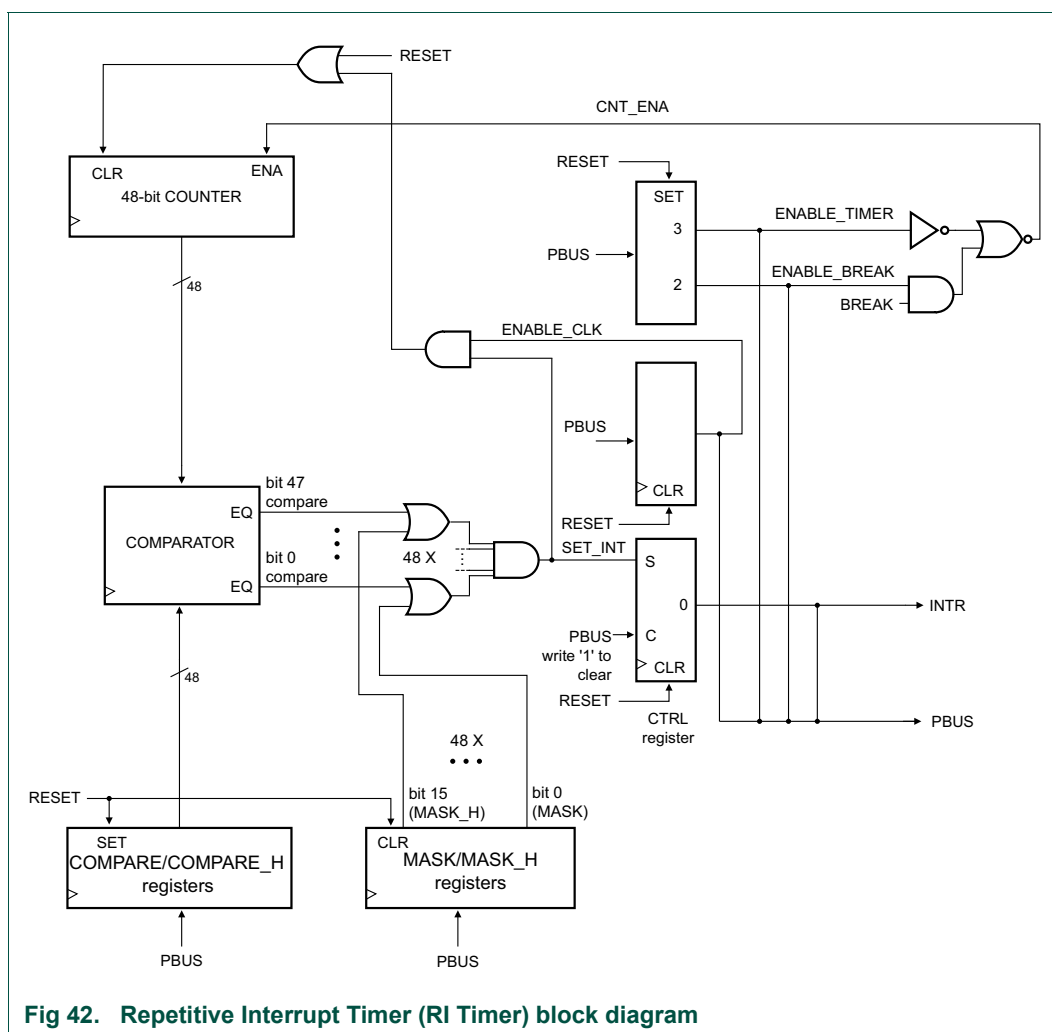 RESET
CNT_ENA
CLR
ENA
48-bit COUNTER
RESET
SET
3
ENABLE_TIMER
PBUS
48
2
ENABLE_BREAK
BREAK
ENABLE_CLK
PBUS
CLR
RESET
bit 47
compare
EQ
COMPARATOR
48 X
bit 0
compare
EQ
SET_INT
S
0
INTR
PBUS
write '1' to
clear
C
CLR
RESET
CTRL
register
PBUS
48
48 X
bit 15
(MASK_H)
bit 0
(MASK)
RESET
SET
COMPARE/COMPARE_H
registers
CLR
MASK/MASK_H
registers
PBUS
PBUS
Fig 42. Repetitive Interrupt Timer (RI Timer) block diagram